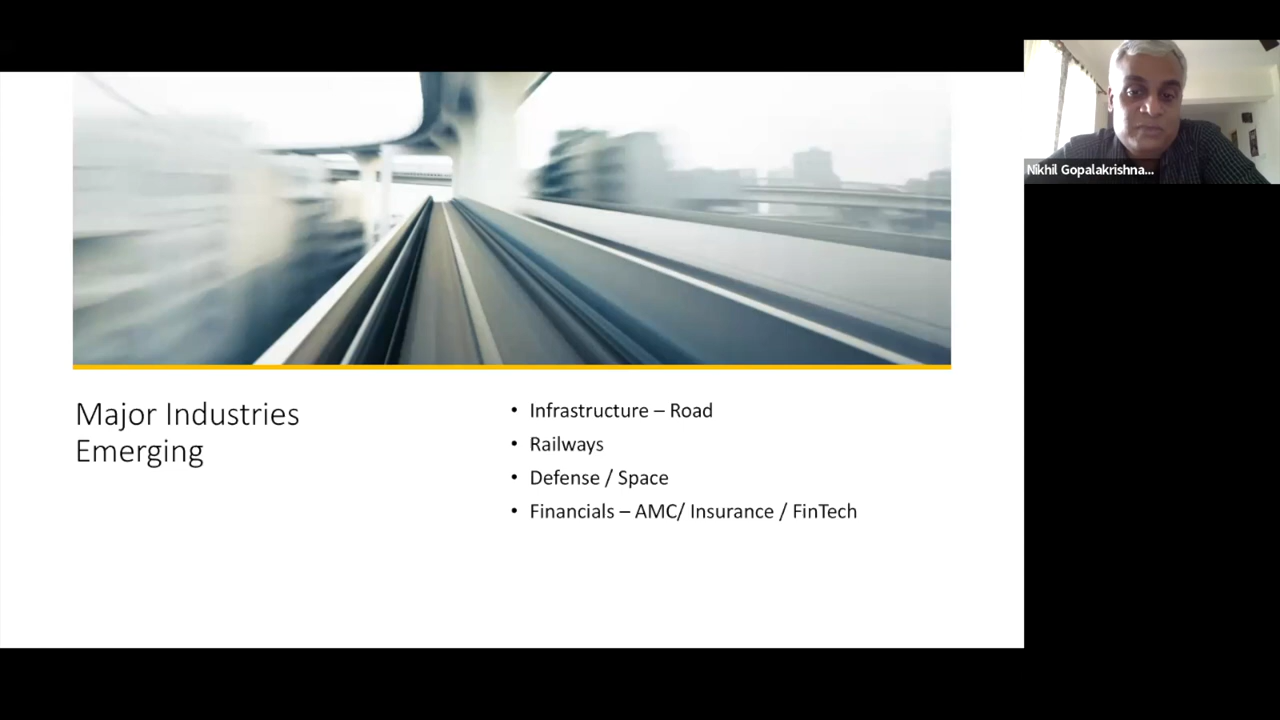 Nikhil Gopalakrishna...
Major Industries
Emerging
• Infrastructure – Road
• Railways
• Defense / Space
• Financials – AMC/ Insurance / FinTech